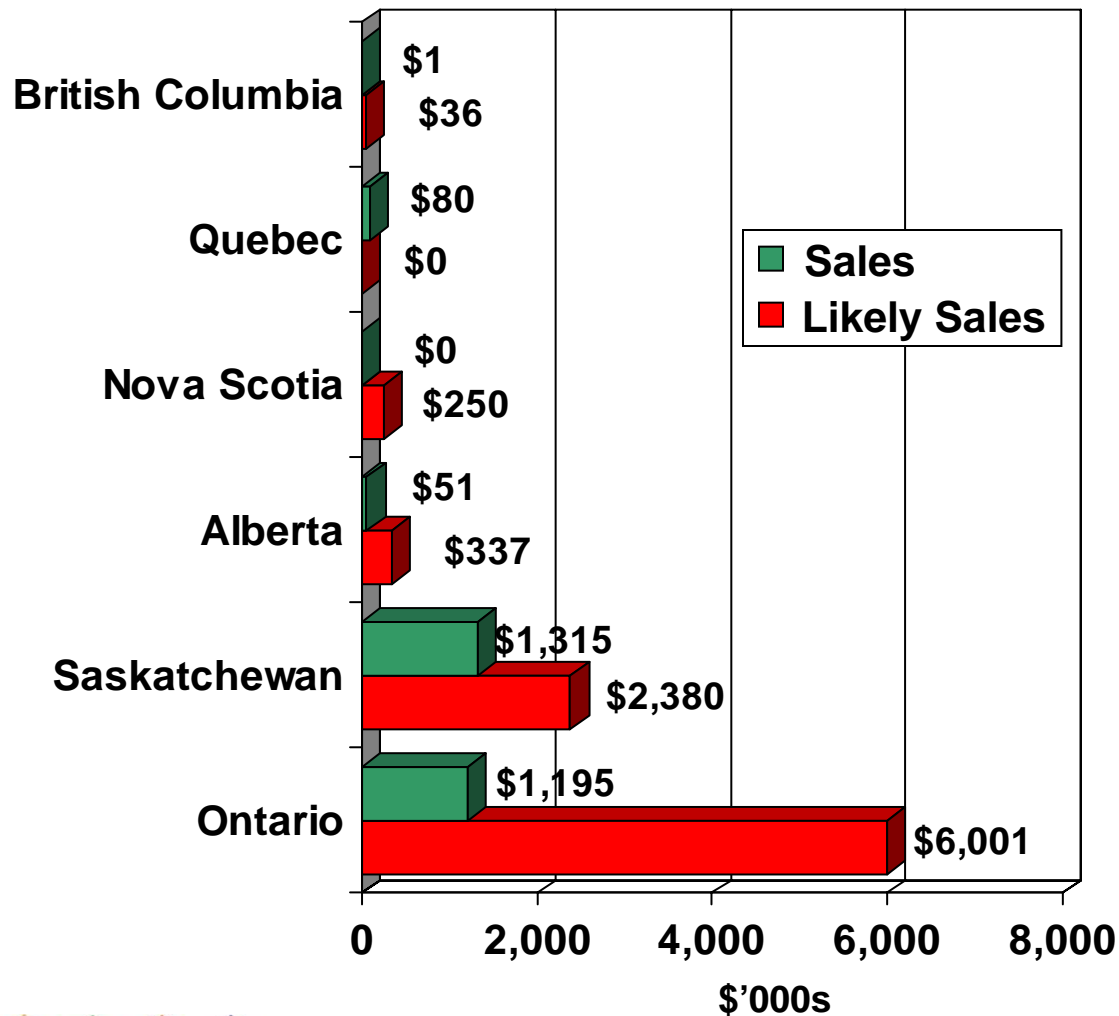 $1
British Columbia
$36
$80
Quebec
$0
Sales
Likely Sales
$0
Nova Scotia
$250
$51
Alberta
$337
$1,315
Saskatchewan
$2,380
$1,195
Ontario
$6,001
0 2,000 4,000 6,000 8,000
$’000s